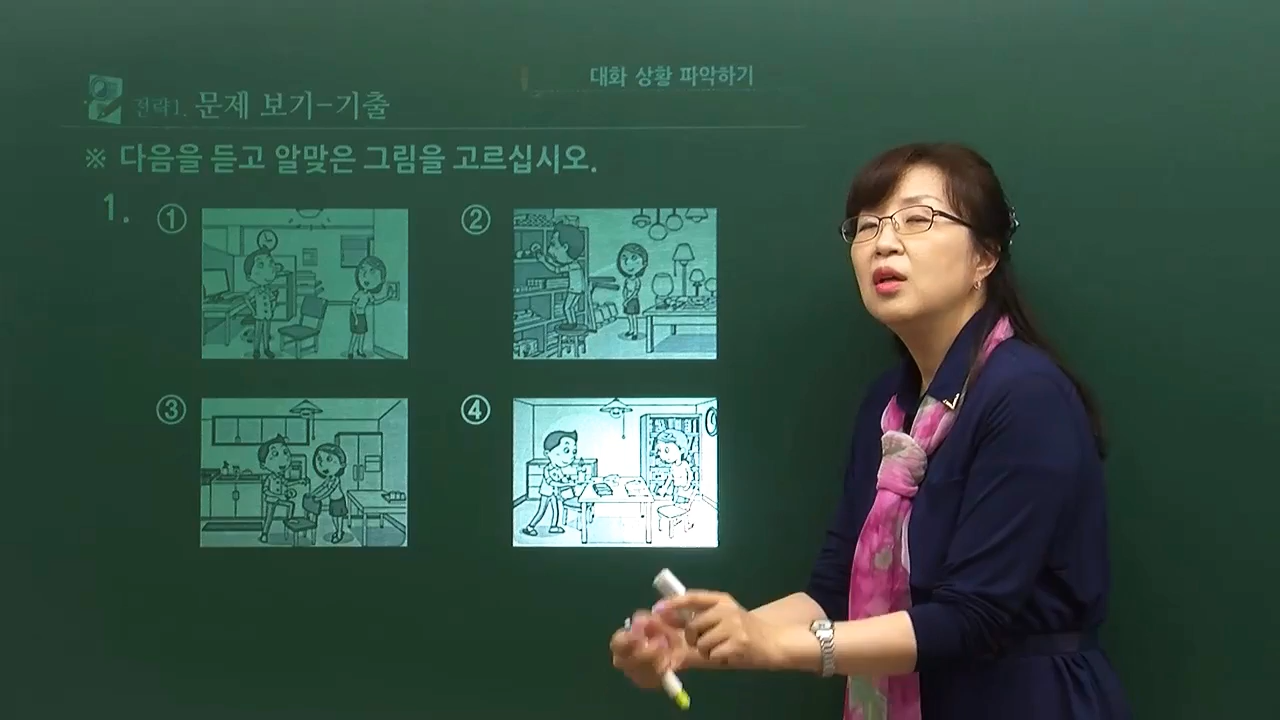 대화 상황 파악하기
전략1. 문제 보기-기출
※ 다음을 듣고 알맞은 그림을 고르십시오.
1. ① ②
③ ④